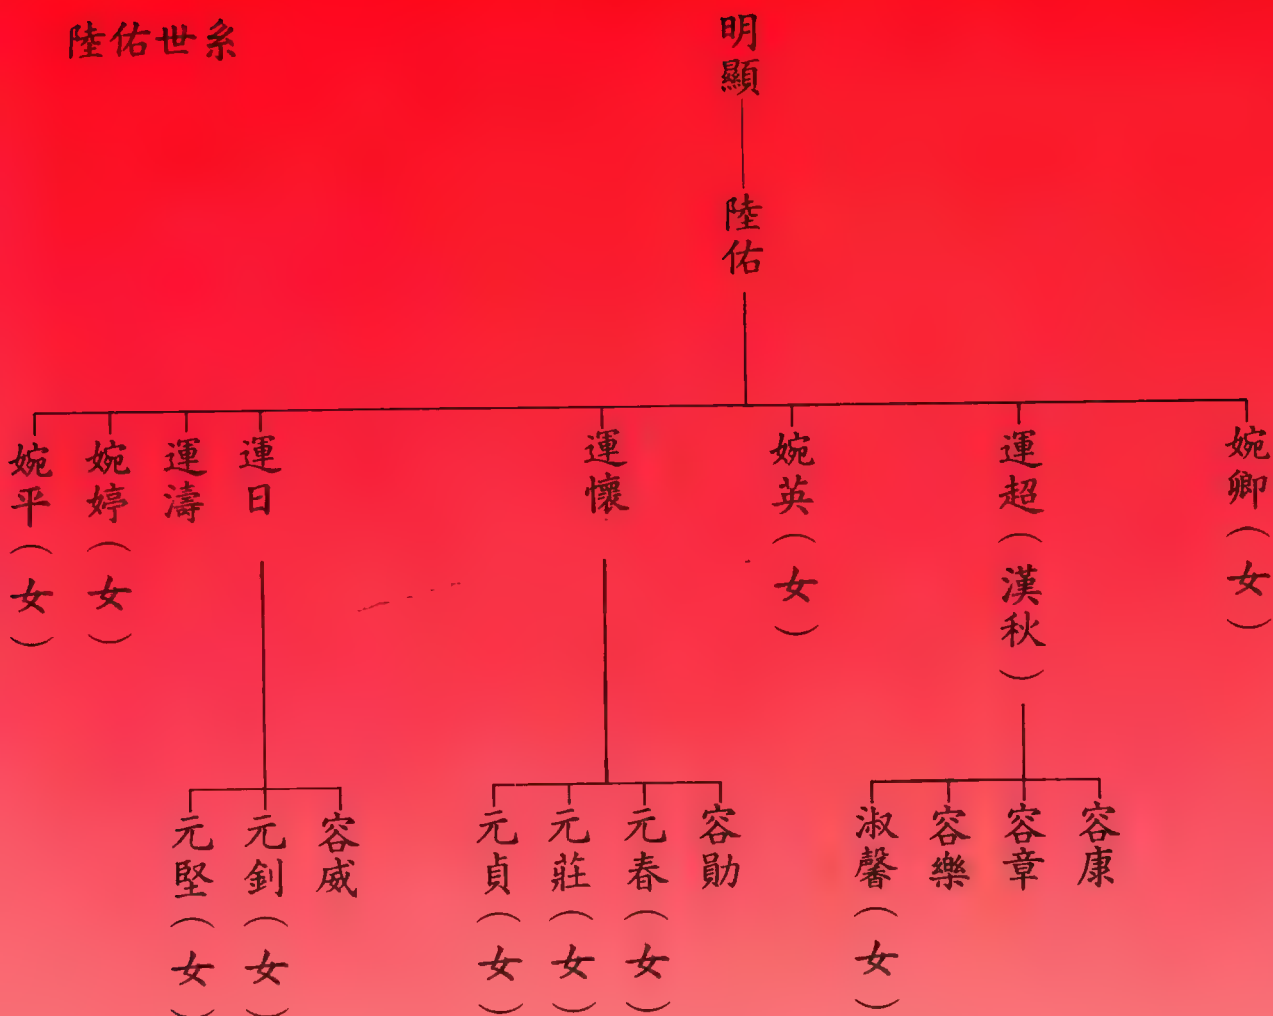 陸佑世系
明顯
陸佑
婉卿（女）
運超（漢秋）
婉英（女）
運懷
運日
運濤
婉婷（女）
婉平（女）
容康
容章
容樂
淑馨（女）
容勛
元春（女）
元莊（女）
元貞（女）
容威
元釗（女）
元堅（女）